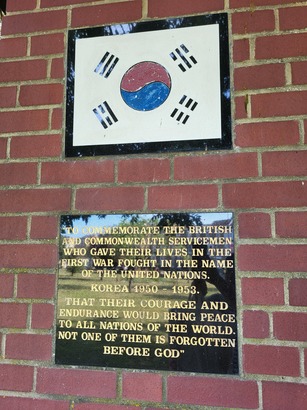 TO COMMEMORATE THE BRITISH
AND COMMONWEALTH SERVICEMEN
WHO GAVE THEIR LIVES IN THE
"FIRST WAR FOUGHT IN THE NAME
OF THE UNITED NATIONS.
KOREA 1950 - 1953.
THAT THEIR COURAGE AND
ENDURANCE WOULD BRING PEACE
TO ALL NATIONS OF THE WORLD.
NOT ONE OF THEM IS FORGOTTEN
BEFORE GOD"